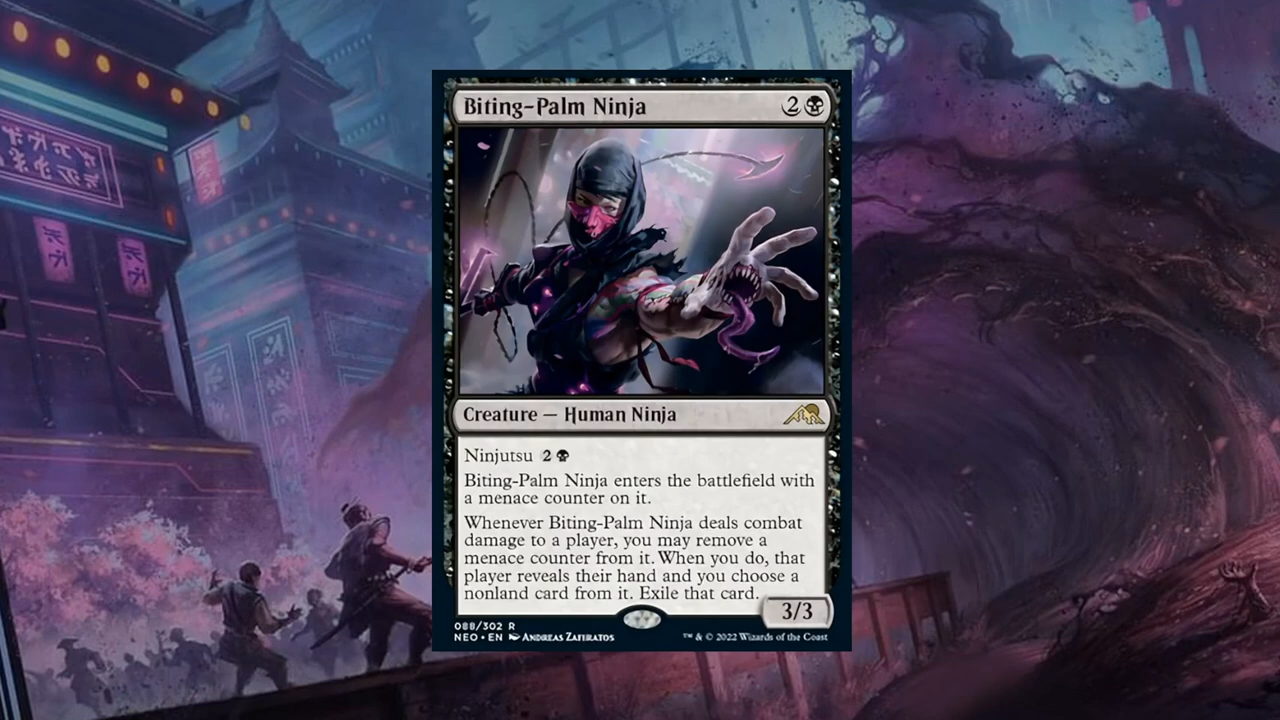 Biting-Palm Ninja 2
Creature — Human Ninja
Ninjutsu 2
Biting-Palm Ninja enters the battlefield with
a menace counter on it.
Whenever Biting-Palm Ninja deals combat
damage to a player, you may remove a
menace counter from it. When you do, that
player reveals their hand and you choose a
nonland card from it. Exile that card.
3/3
088/302 R
NEO • EN Andreas Zafiratos
™ & © 2022 Wizards of the Coast